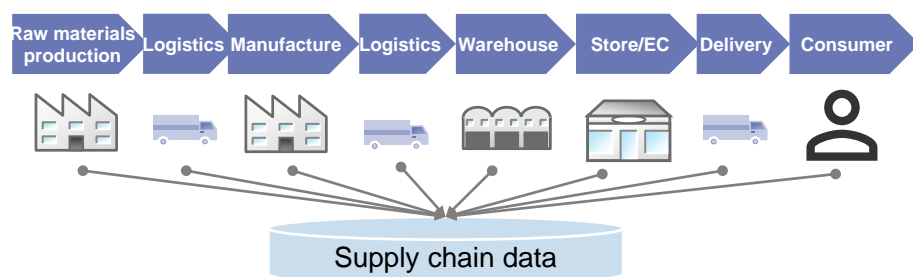 Raw materials
production
Logistics
Manufacture
Logistics
Warehouse
Store/EC
Delivery
Consumer
Supply chain data